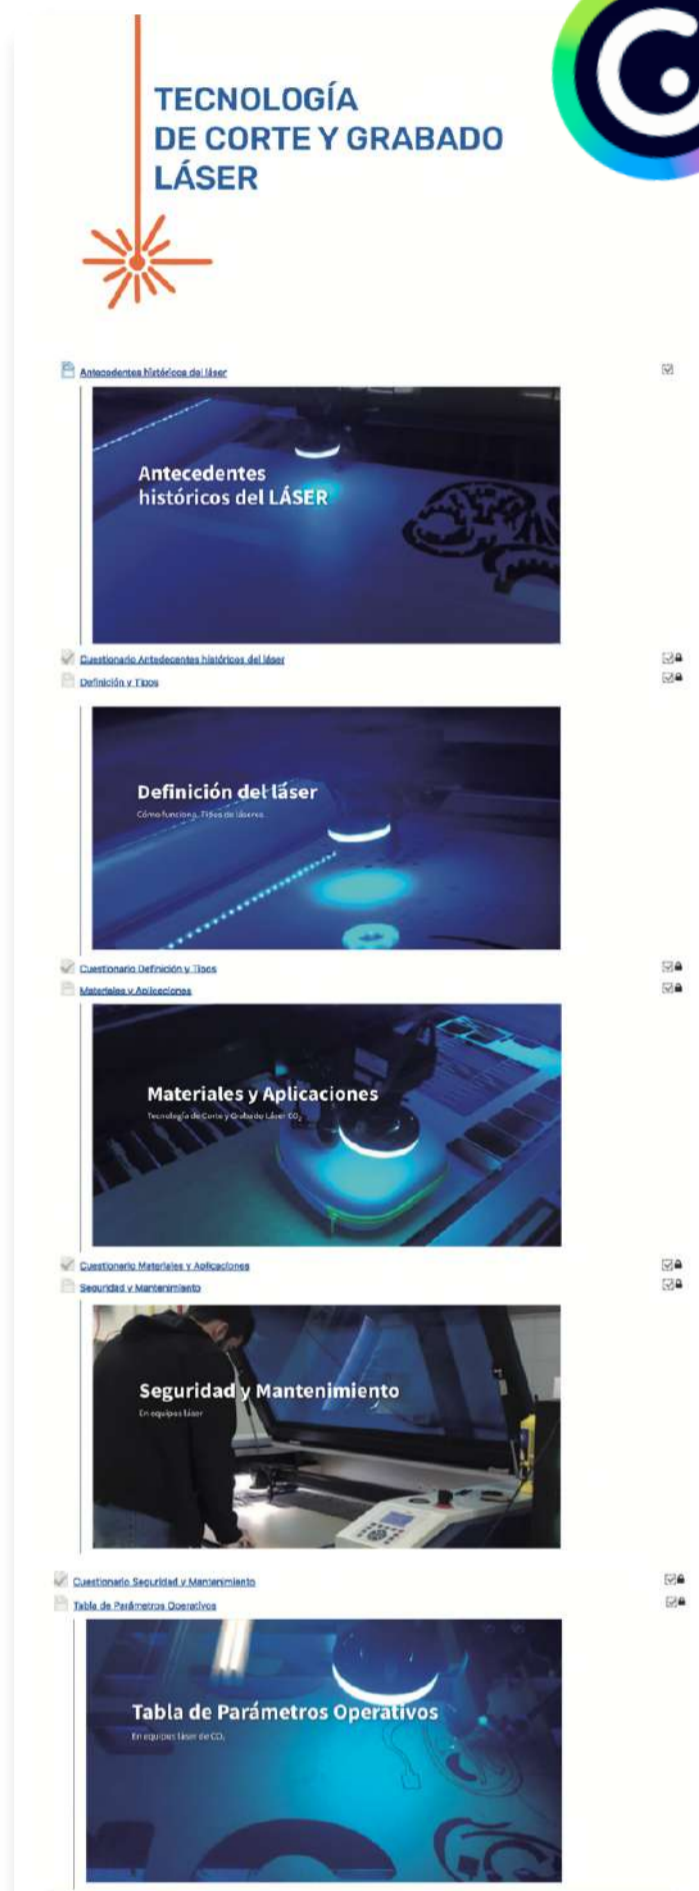 TECNOLOGÍA
DE CORTE Y GRABADO
LÁSER
Antecedentes históricos del láser
Antecedentes
históricos del LÁSER
Cuestionario Antedecentes históricos del láser
Definición y Tipos
Definición del láser
Cómo funciona. Tipos de láseres.
Cuestionario Definición y Tipos
Materiales y Aplicaciones
Materiales y Aplicaciones
Tecnología de Corte y Grabado Láser CO₂
Cuestionario Materiales y Aplicaciones
Seguridad y Mantenimiento
Seguridad y Mantenimiento
En equipos láser
Cuestionario Seguridad y Mantenimiento
Tabla de Parámetros Operativos
Tabla de Parámetros Operativos
En equipos láser de CO₂